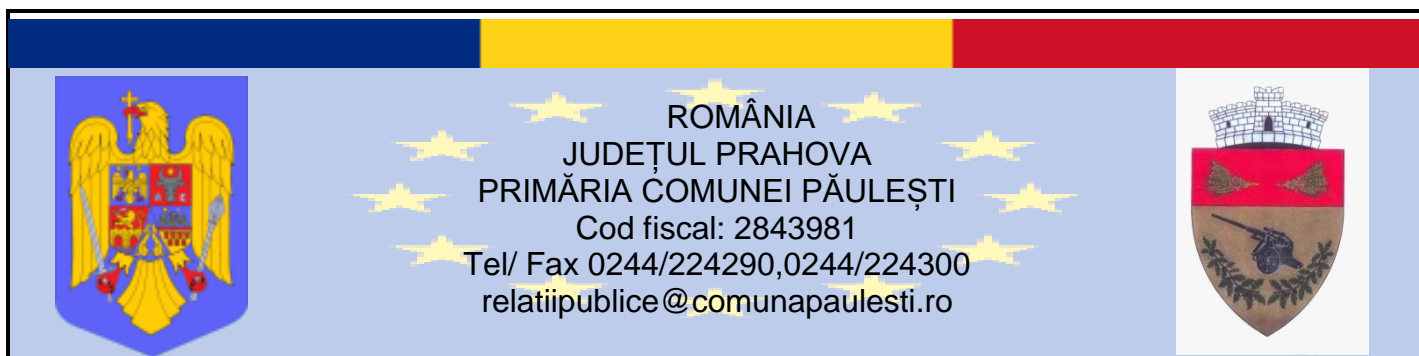 ROMÂNIA
JUDEȚUL PRAHOVA
PRIMĂRIA COMUNEI PĂULEȘTI
Cod fiscal: 2843981
Tel/ Fax 0244/224290,0244/224300
relatiipublice@comunapaulesti.ro